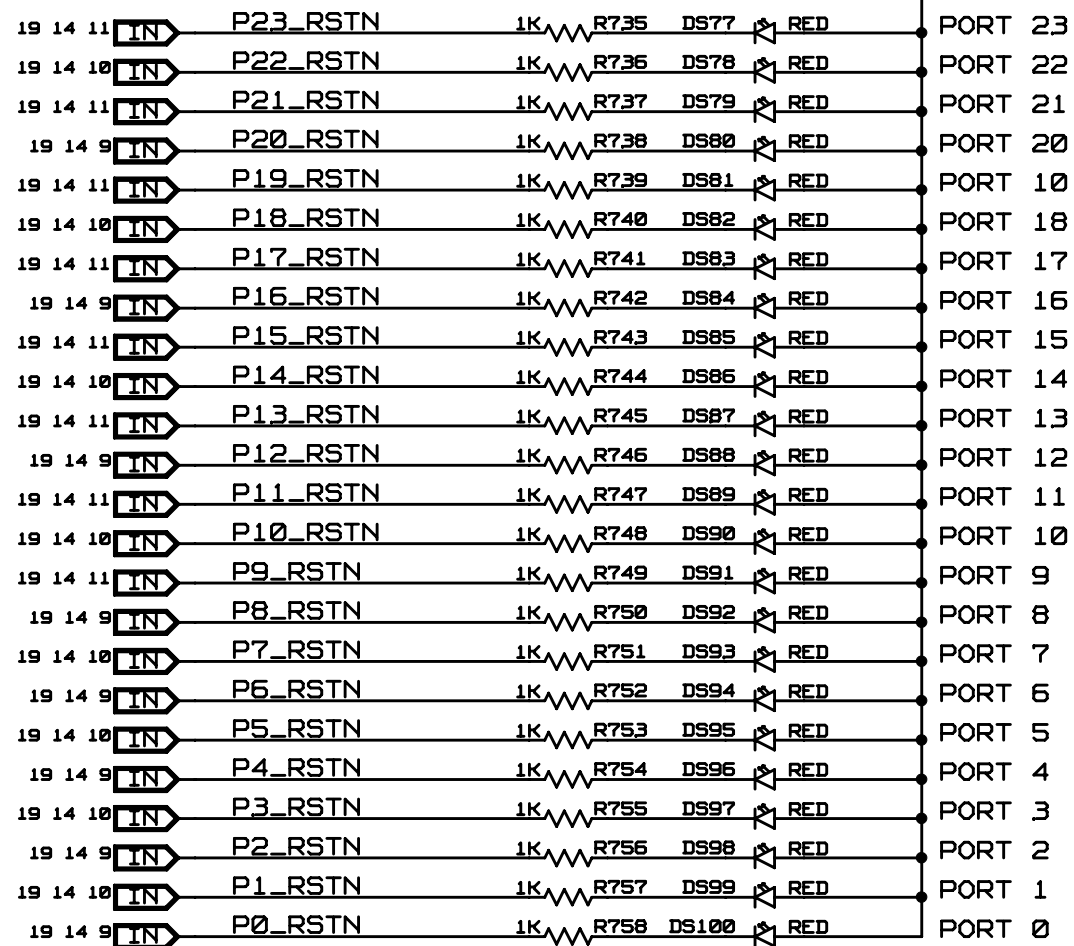 19 14 11 IN P23_RSTN 1K R735 DS77 RED PORT 23
19 14 10 IN P22_RSTN 1K R736 DS78 RED PORT 22
19 14 11 IN P21_RSTN 1K R737 DS79 RED PORT 21
19 14 9 IN P20_RSTN 1K R738 DS80 RED PORT 20
19 14 11 IN P19_RSTN 1K R739 DS81 RED PORT 10
19 14 10 IN P18_RSTN 1K R740 DS82 RED PORT 18
19 14 11 IN P17_RSTN 1K R741 DS83 RED PORT 17
19 14 9 IN P16_RSTN 1K R742 DS84 RED PORT 16
19 14 11 IN P15_RSTN 1K R743 DS85 RED PORT 15
19 14 10 IN P14_RSTN 1K R744 DS86 RED PORT 14
19 14 11 IN P13_RSTN 1K R745 DS87 RED PORT 13
19 14 9 IN P12_RSTN 1K R746 DS88 RED PORT 12
19 14 11 IN P11_RSTN 1K R747 DS89 RED PORT 11
19 14 10 IN P10_RSTN 1K R748 DS90 RED PORT 10
19 14 11 IN P9_RSTN 1K R749 DS91 RED PORT 9
19 14 9 IN P8_RSTN 1K R750 DS92 RED PORT 8
19 14 10 IN P7_RSTN 1K R751 DS93 RED PORT 7
19 14 9 IN P6_RSTN 1K R752 DS94 RED PORT 6
19 14 10 IN P5_RSTN 1K R753 DS95 RED PORT 5
19 14 9 IN P4_RSTN 1K R754 DS96 RED PORT 4
19 14 10 IN P3_RSTN 1K R755 DS97 RED PORT 3
19 14 9 IN P2_RSTN 1K R756 DS98 RED PORT 2
19 14 10 IN P1_RSTN 1K R757 DS99 RED PORT 1
19 14 9 IN P0_RSTN 1K R758 DS100 RED PORT 0